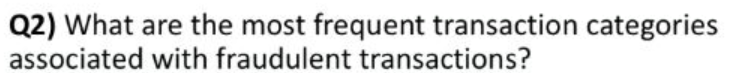 Q2) What are the most frequent transaction categories
associated with fraudulent transactions?